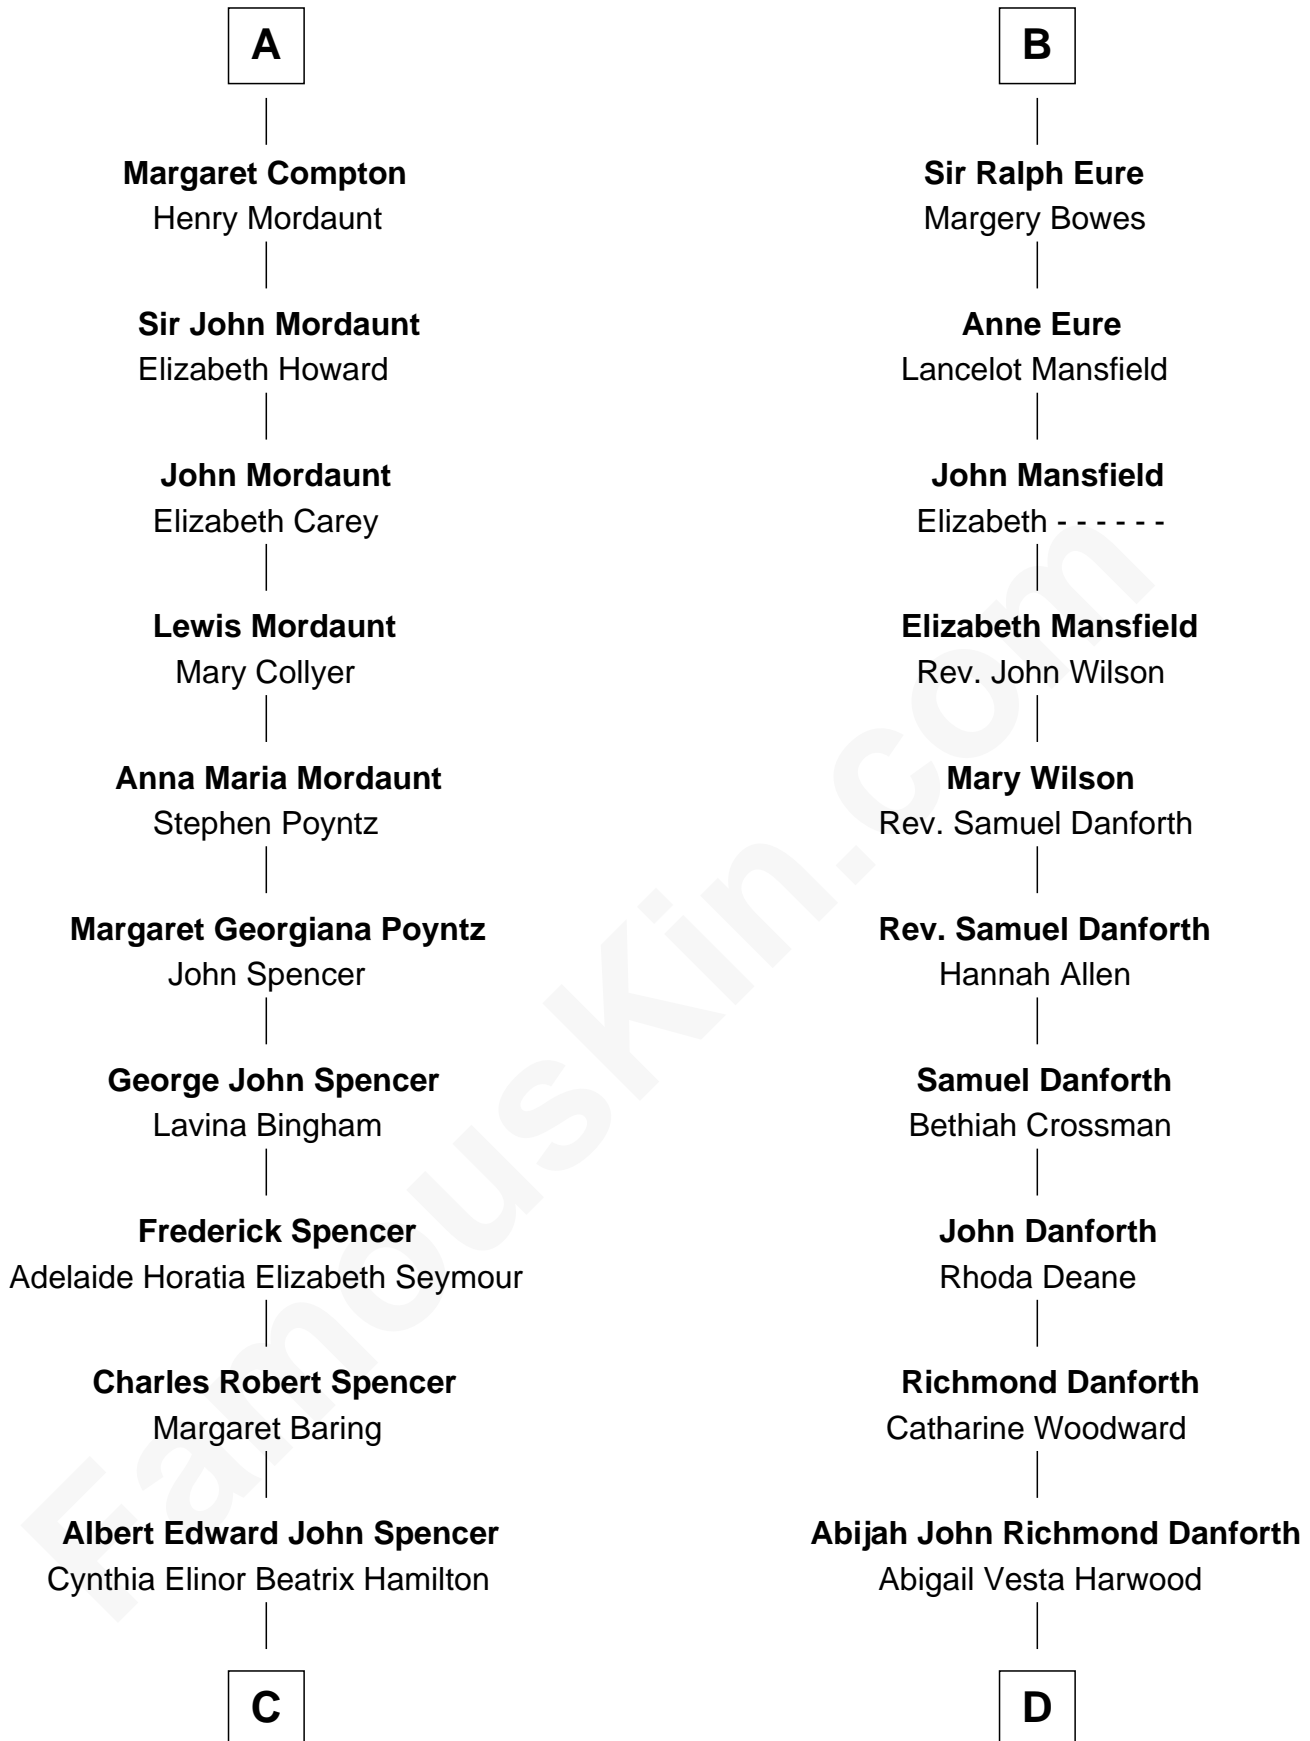 A
Margaret Compton
Henry Mordaunt
Sir John Mordaunt
Elizabeth Howard
John Mordaunt
Elizabeth Carey
Lewis Mordaunt
Mary Collyer
Anna Maria Mordaunt
Stephen Poyntz
Margaret Georgiana Poyntz
John Spencer
George John Spencer
Lavina Bingham
Frederick Spencer
Adelaide Horatia Elizabeth Seymour
Charles Robert Spencer
Margaret Baring
Albert Edward John Spencer
Cynthia Elinor Beatrix Hamilton
C
B
Sir Ralph Eure
Margery Bowes
Anne Eure
Lancelot Mansfield
John Mansfield
Elizabeth - - - - - -
Elizabeth Mansfield
Rev. John Wilson
Mary Wilson
Rev. Samuel Danforth
Rev. Samuel Danforth
Hannah Allen
Samuel Danforth
Bethiah Crossman
John Danforth
Rhoda Deane
Richmond Danforth
Catharine Woodward
Abijah John Richmond Danforth
Abigail Vesta Harwood
D
FamousKin.com